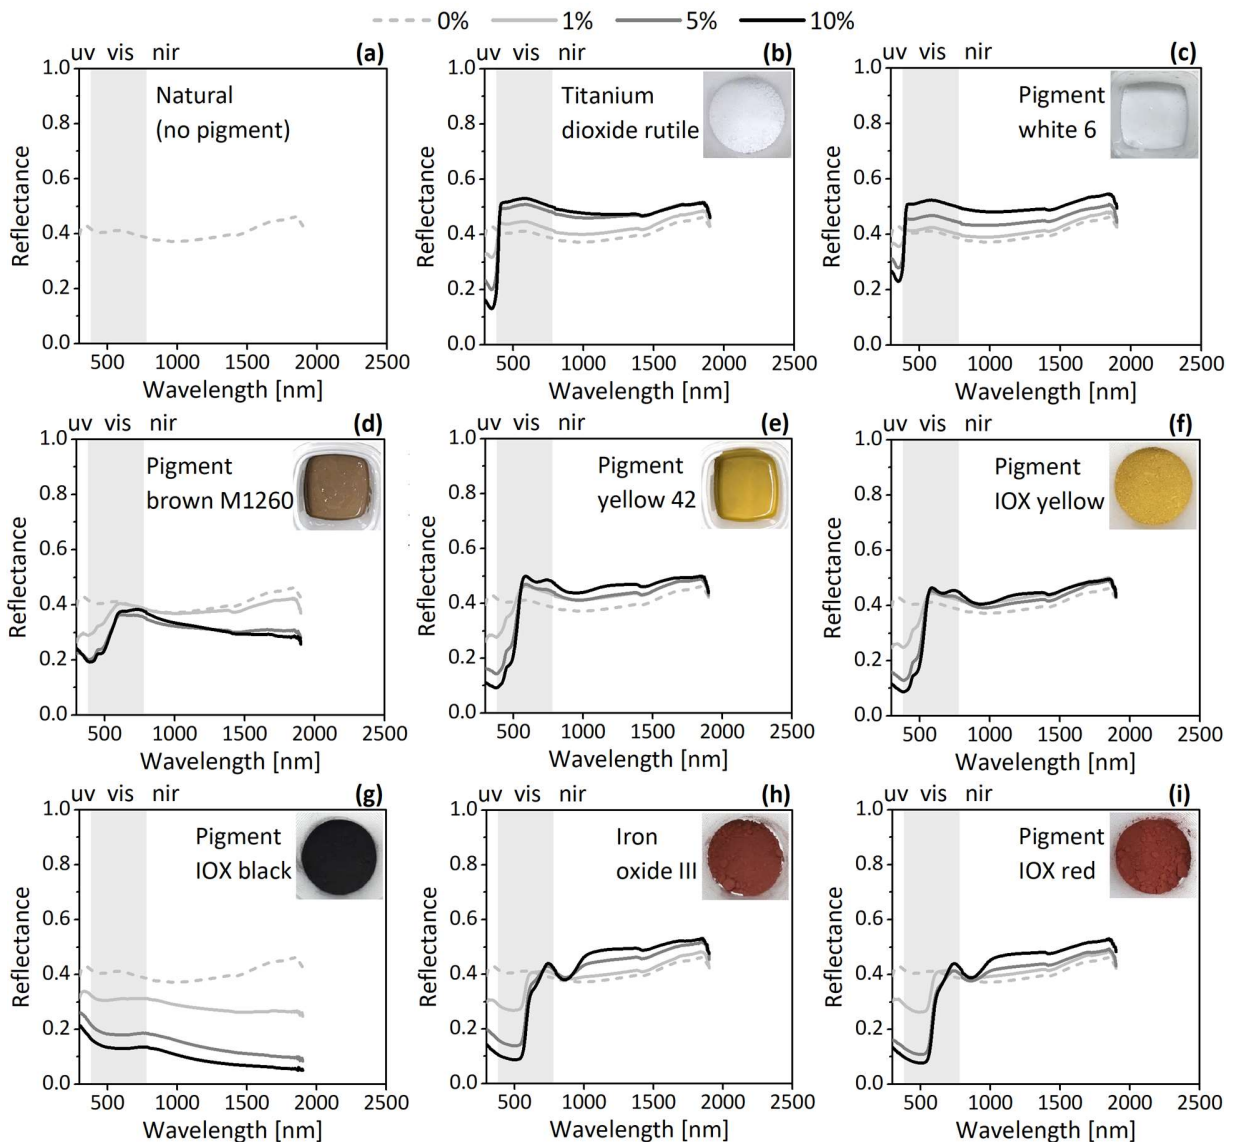 0% 1% 5% 10%
uv vis nir (a)
1.0
0.8
0.6
0.4
0.2
0.0
Reflectance
Natural
(no pigment)
500 1000 1500 2000 2500
Wavelength [nm]
uv vis nir (b)
1.0
0.8
0.6
0.4
0.2
0.0
Reflectance
Titanium
dioxide rutile
500 1000 1500 2000 2500
Wavelength [nm]
uv vis nir (c)
1.0
0.8
0.6
0.4
0.2
0.0
Reflectance
Pigment
white 6
500 1000 1500 2000 2500
Wavelength [nm]
uv vis nir (d)
1.0
0.8
0.6
0.4
0.2
0.0
Reflectance
Pigment
brown M1260
500 1000 1500 2000 2500
Wavelength [nm]
uv vis nir (e)
1.0
0.8
0.6
0.4
0.2
0.0
Reflectance
Pigment
yellow 42
500 1000 1500 2000 2500
Wavelength [nm]
uv vis nir (f)
1.0
0.8
0.6
0.4
0.2
0.0
Reflectance
Pigment
IOX yellow
500 1000 1500 2000 2500
Wavelength [nm]
uv vis nir (g)
1.0
0.8
0.6
0.4
0.2
0.0
Reflectance
Pigment
IOX black
500 1000 1500 2000 2500
Wavelength [nm]
uv vis nir (h)
1.0
0.8
0.6
0.4
0.2
0.0
Reflectance
Iron
oxide III
500 1000 1500 2000 2500
Wavelength [nm]
uv vis nir (i)
1.0
0.8
0.6
0.4
0.2
0.0
Reflectance
Pigment
IOX red
500 1000 1500 2000 2500
Wavelength [nm]